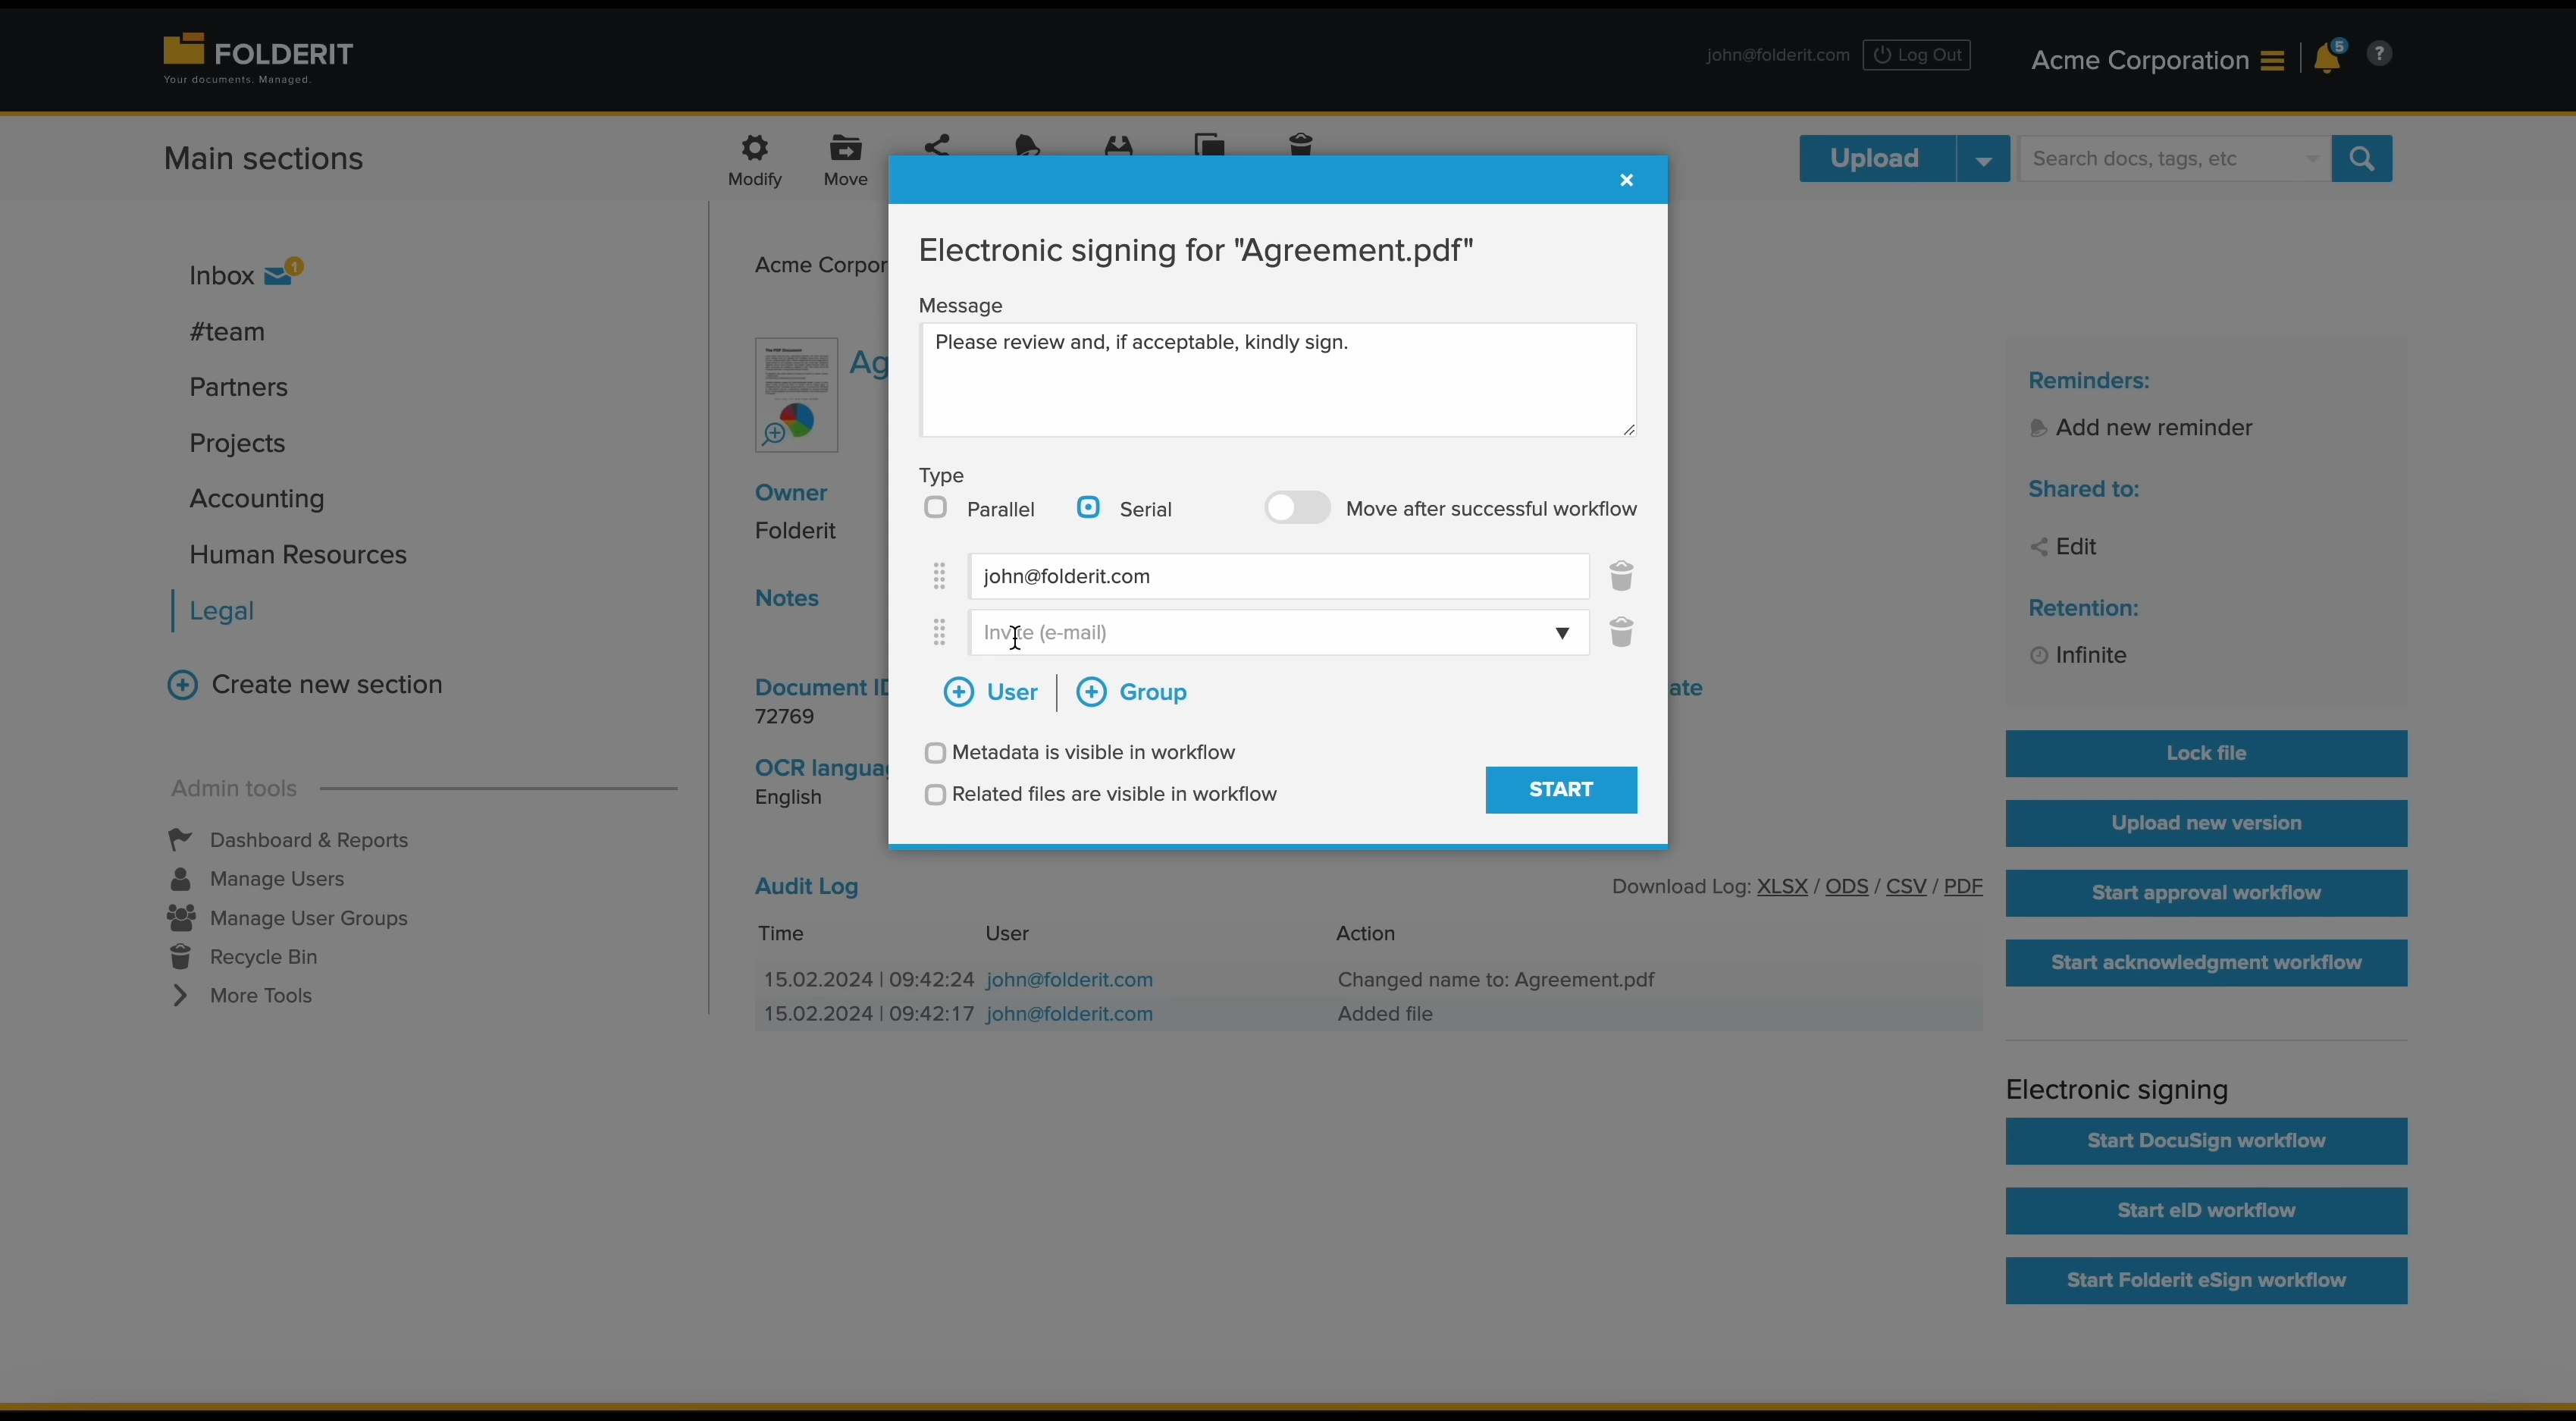 FOLDERIT
Your documents. Managed.
john@folderit.com
Log Out
Acme Corporation
5
?
Main sections
Modify
Move
Upload
Search docs, tags, etc
Inbox
1
#team
Partners
Projects
Accounting
Human Resources
Legal
Create new section
Admin tools
Dashboard & Reports
Manage Users
Manage User Groups
Recycle Bin
More Tools
Acme Corpor
Ag
Owner
Folderit
Notes
Document ID
72769
OCR langua
English
ate
Electronic signing for "Agreement.pdf"
Message
Please review and, if acceptable, kindly sign.
Type
Parallel
Serial
Move after successful workflow
john@folderit.com
Invite (e-mail)
User
Group
Metadata is visible in workflow
Related files are visible in workflow
START
Audit Log
Download Log: XLSX / ODS / CSV / PDF
Time User Action
15.02.2024 | 09:42:24 john@folderit.com Changed name to: Agreement.pdf
15.02.2024 | 09:42:17 john@folderit.com Added file
Reminders:
Add new reminder
Shared to:
Edit
Retention:
Infinite
Lock file
Upload new version
Start approval workflow
Start acknowledgment workflow
Electronic signing
Start DocuSign workflow
Start eID workflow
Start Folderit eSign workflow